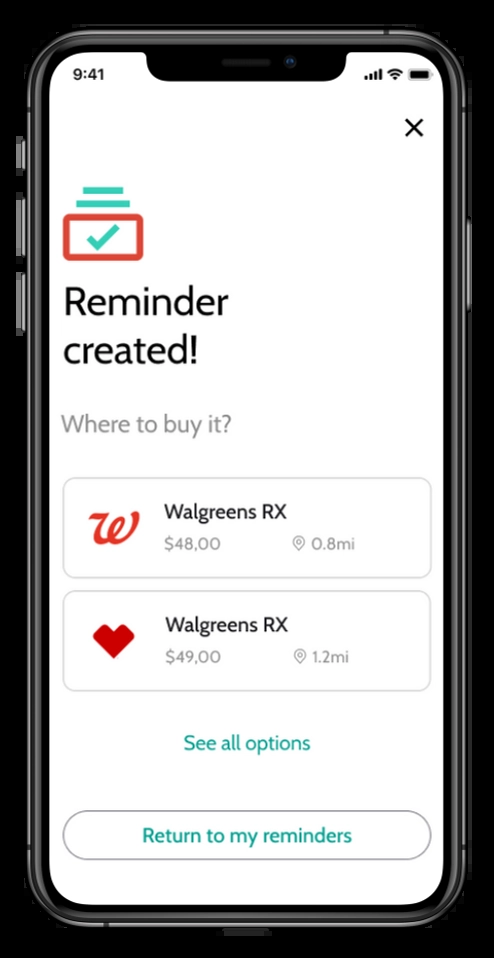 9:41
Reminder
created!
Where to buy it?
Walgreens RX
$48,00 0.8mi
Walgreens RX
$49,00 1.2mi
See all options
Return to my reminders